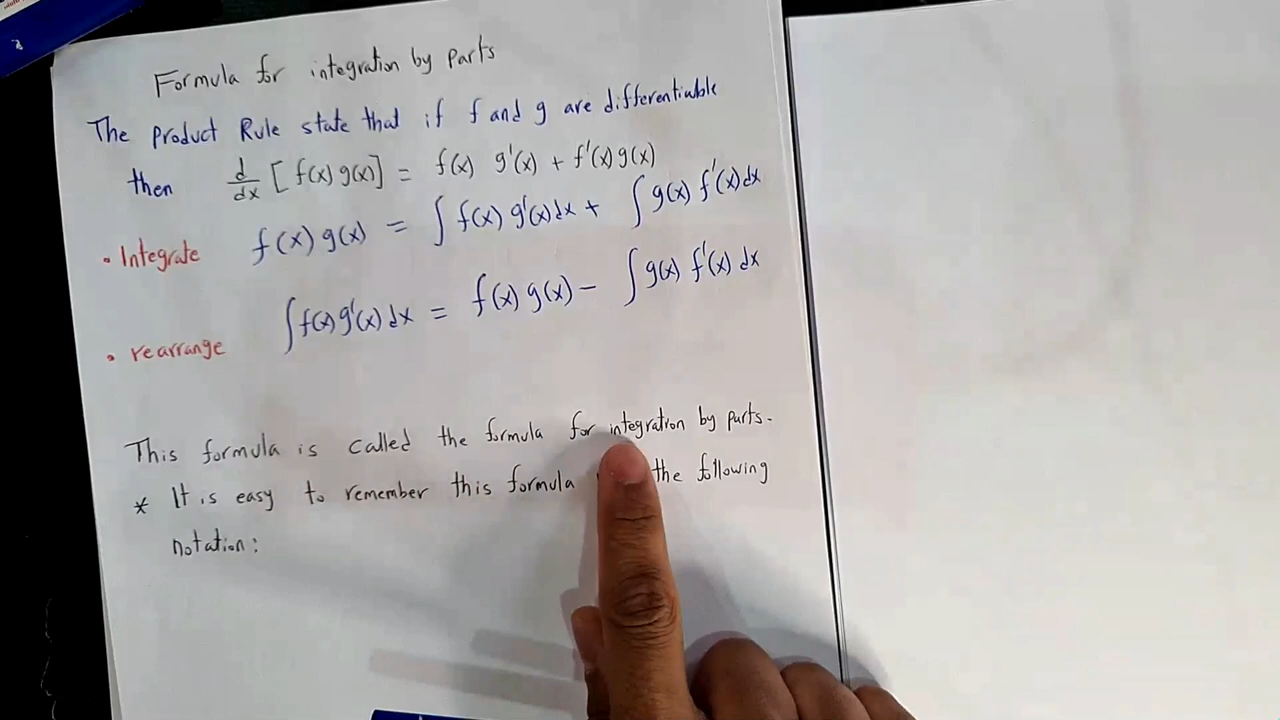 Formula for integration by parts
The product Rule state that if f and g are differentiable
then d/dx [f(x) g(x)] = f(x) g'(x) + f'(x) g(x)
• Integrate f(x) g(x) = ∫ f(x) g'(x) dx + ∫ g(x) f'(x) dx
• rearrange ∫ f(x) g'(x) dx = f(x) g(x) - ∫ g(x) f'(x) dx
This formula is called the formula for integration by parts.
* It is easy to remember this formula the following
notation: